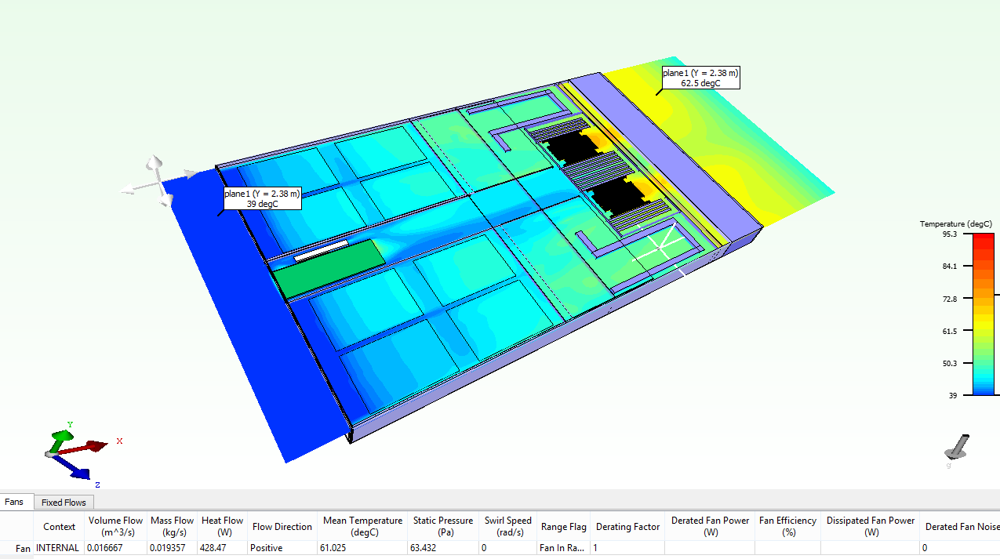 plane1 (Y = 2.38 m)
62.5 degC
plane1 (Y = 2.38 m)
39 degC
Temperature (degC)
95.3
84.1
72.8
61.5
50.3
39
Y
X
Z
g
Fans Fixed Flows
Context Volume Flow (m^3/s) Mass Flow (kg/s) Heat Flow (W) Flow Direction Mean Temperature (degC) Static Pressure (Pa) Swirl Speed (rad/s) Range Flag Derating Factor Derated Fan Power (W) Fan Efficiency (%) Dissipated Fan Power (W) Derated Fan Noise
Fan INTERNAL 0.016667 0.019357 428.47 Positive 61.025 63.432 0 Fan In Ra... 1 0